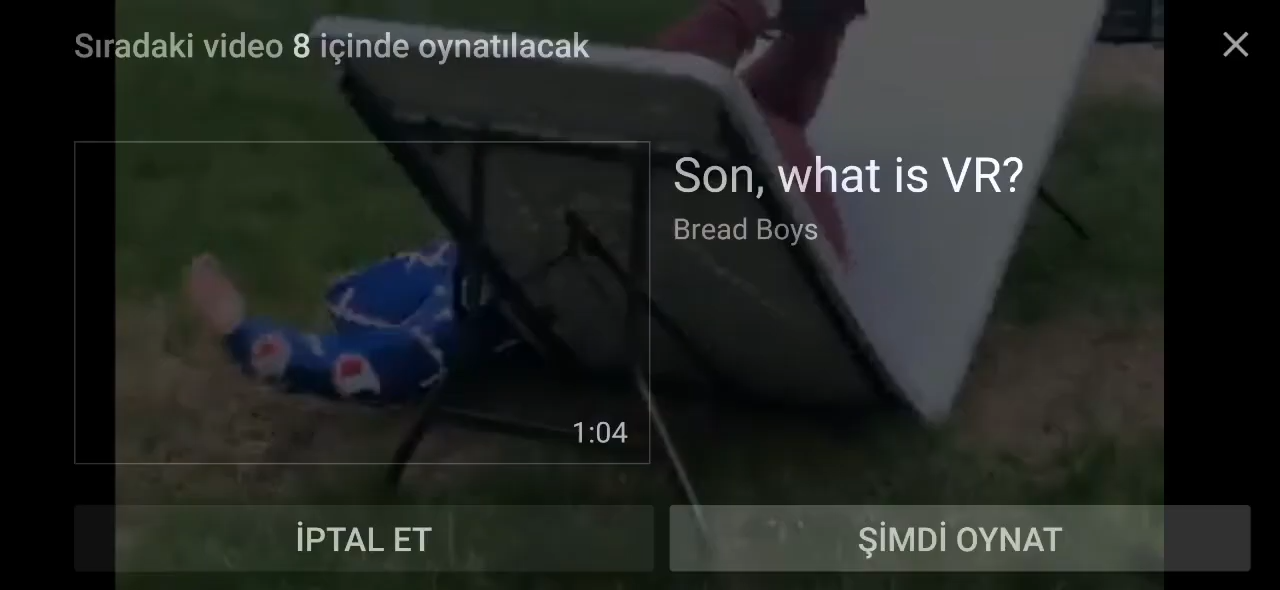 Sıradaki video 8 içinde oynatılacak
Son, what is VR?
Bread Boys
1:04
İPTAL ET
ŞİMDİ OYNAT